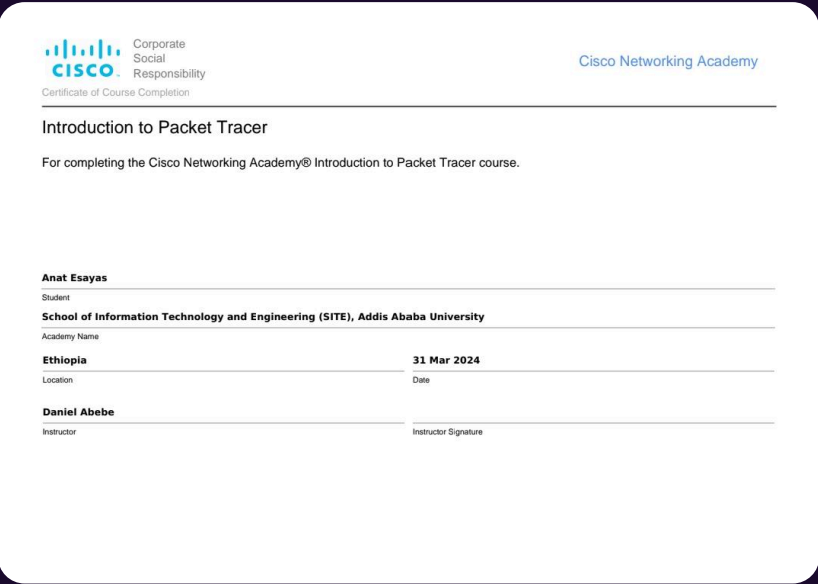 Corporate
Social
Responsibility
CISCO
Cisco Networking Academy
Certificate of Course Completion
Introduction to Packet Tracer
For completing the Cisco Networking Academy® Introduction to Packet Tracer course.
Anat Esayas
Student
School of Information Technology and Engineering (SITE), Addis Ababa University
Academy Name
Ethiopia
31 Mar 2024
Location
Date
Daniel Abebe
Instructor
Instructor Signature